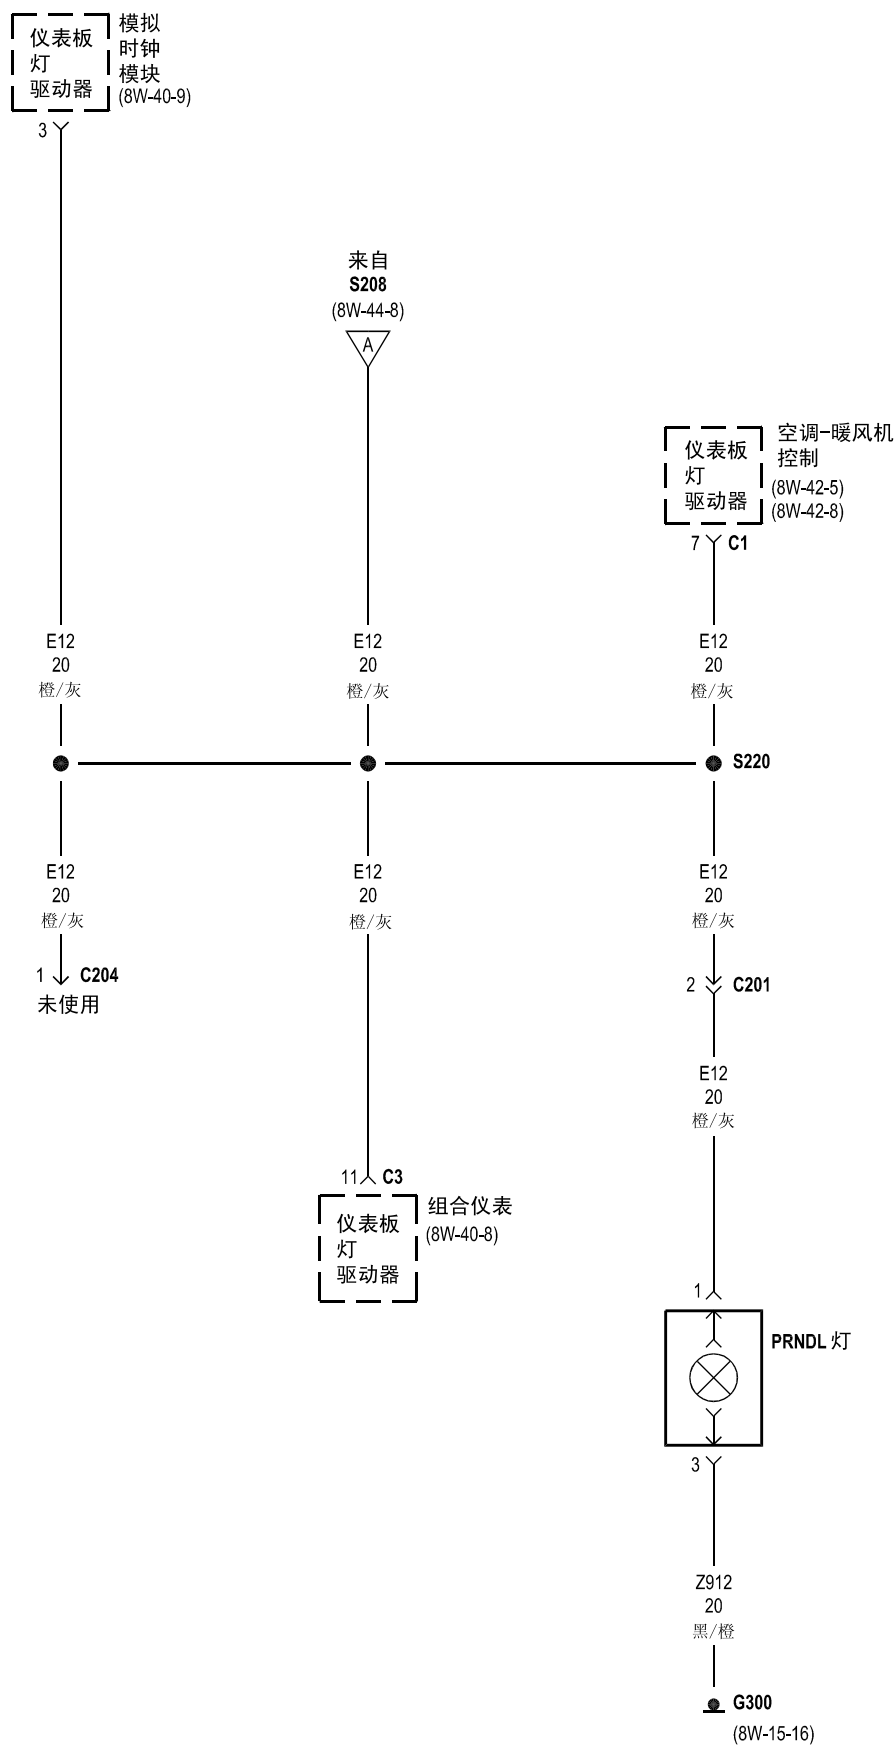 仪表板
灯
驱动器
模拟
时钟
模块
(8W-40-9)
3
来自
S208
(8W-44-8)
A
仪表板
灯
驱动器
空调-暖风机
控制
(8W-42-5)
(8W-42-8)
7
C1
E12
20
橙/灰
E12
20
橙/灰
E12
20
橙/灰
S220
E12
20
橙/灰
E12
20
橙/灰
E12
20
橙/灰
1
C204
未使用
2
C201
E12
20
橙/灰
11
C3
仪表板
灯
驱动器
组合仪表
(8W-40-8)
1
PRNDL 灯
3
Z912
20
黑/橙
G300
(8W-15-16)